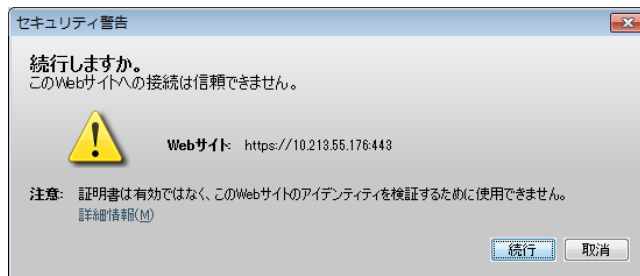 セキュリティ警告
続行しますか。
このWebサイトへの接続は信頼できません。
Webサイト: https://10.213.55.176:443
注意: 証明書は有効ではなく、このWebサイトのアイデンティティを検証するために使用できません。
詳細情報(M)
続行 取消